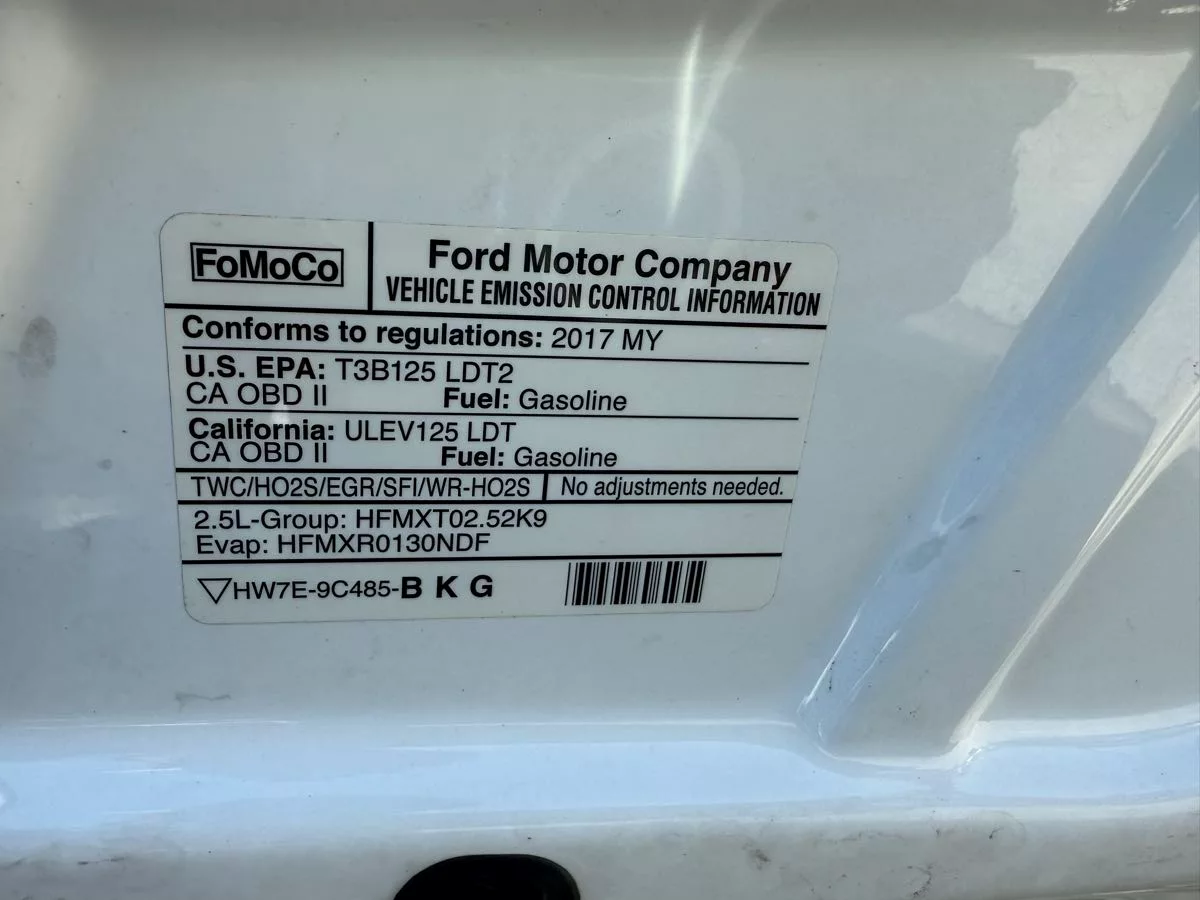 FoMoCo
Ford Motor Company
VEHICLE EMISSION CONTROL INFORMATION
Conforms to regulations: 2017 MY
U.S. EPA: T3B125 LDT2
CA OBD II Fuel: Gasoline
California: ULEV125 LDT
CA OBD II Fuel: Gasoline
TWC/HO2S/EGR/SFI/WR-HO2S No adjustments needed.
2.5L-Group: HFMXT02.52K9
Evap: HFMXR0130NDF
HW7E-9C485-B K G